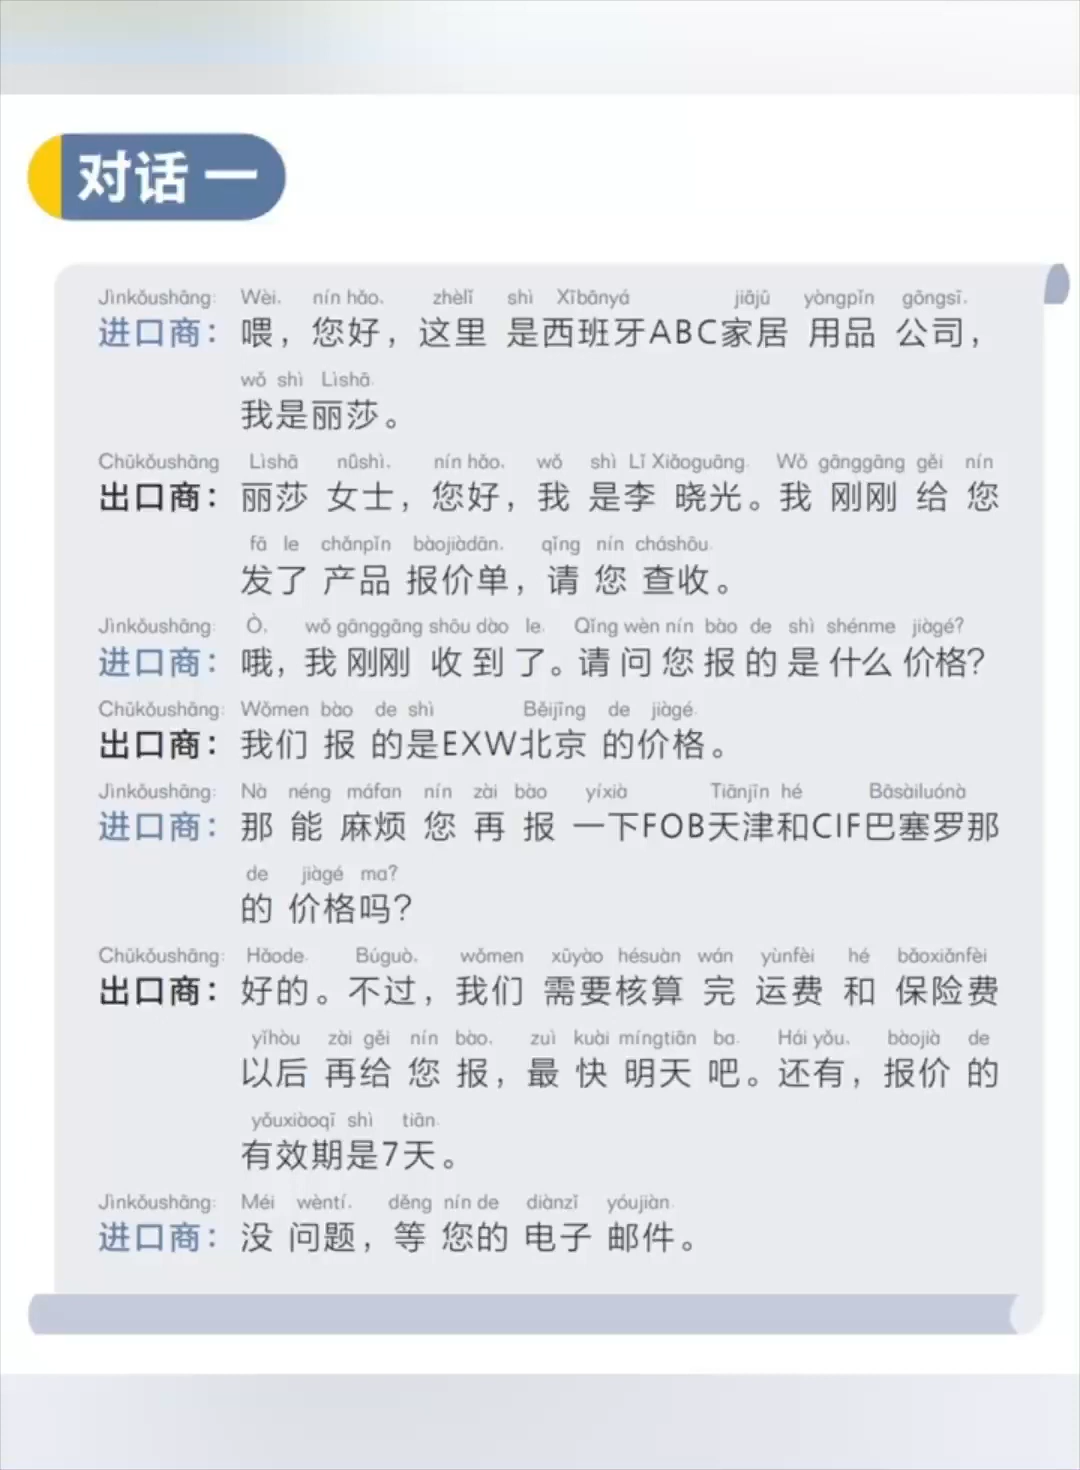 对话一
Jìnkǒushāng: Wèi, nín hǎo, zhèlǐ shì Xībānyá jiājū yòngpǐn gōngsī,
进口商：喂，您好，这里是西班牙ABC家居用品公司，
wǒ shì Lìshā.
我是丽莎。
Chūkǒushāng Lìshā nǚshì, nín hǎo, wǒ shì Lǐ Xiǎoguāng. Wǒ gānggāng gěi nín
出口商：丽莎女士，您好，我是李晓光。我刚刚给您
fā le chǎnpǐn bàojiàdān, qǐng nín cháshōu.
发了产品报价单，请您查收。
Jìnkǒushāng: Ò, wǒ gānggāng shōu dào le. Qǐng wèn nín bào de shì shénme jiàgé?
进口商：哦，我刚刚收到了。请问您报的是什么价格？
Chūkǒushāng: Wǒmen bào de shì Běijīng de jiàgé.
出口商：我们报的是EXW北京的价格。
Jìnkǒushāng: Nà néng máfan nín zài bào yíxià Tiānjīn hé Bāsàiluónà
进口商：那能麻烦您再报一下FOB天津和CIF巴塞罗那
de jiàgé ma?
的价格吗？
Chūkǒushāng: Hǎode. Búguò, wǒmen xūyào hésuàn wán yùnfèi hé bǎoxiǎnfèi
出口商：好的。不过，我们需要核算完运费和保险费
yǐhòu zài gěi nín bào, zuì kuài míngtiān ba. Hái yǒu, bàojià de
以后再给您报，最快明天吧。还有，报价的
yǒuxiàoqī shì tiān.
有效期是7天。
Jìnkǒushāng: Méi wèntí, děng nín de diànzǐ yóujiàn.
进口商：没问题，等您的电子邮件。